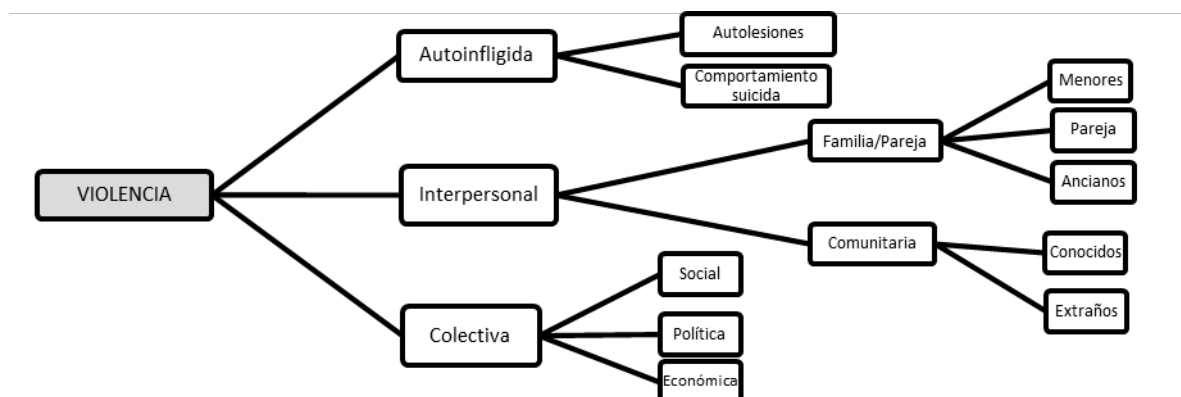 Autoinfligida
Autolesiones
Comportamiento
suicida
VIOLENCIA
Interpersonal
Familia/Pareja
Menores
Pareja
Ancianos
Comunitaria
Conocidos
Extraños
Colectiva
Social
Política
Económica